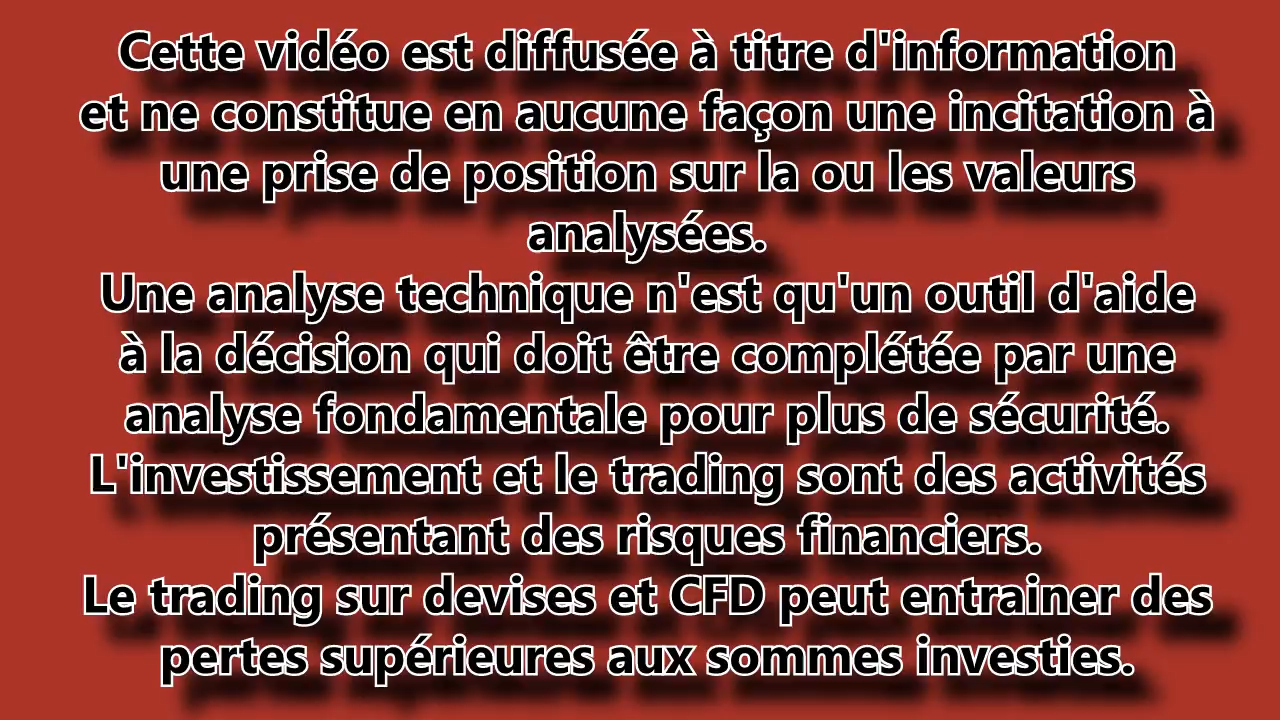 Cette vidéo est diffusée à titre d'information
et ne constitue en aucune façon une incitation à
une prise de position sur la ou les valeurs
analysées.
Une analyse technique n'est qu'un outil d'aide
à la décision qui doit être complétée par une
analyse fondamentale pour plus de sécurité.
L'investissement et le trading sont des activités
présentant des risques financiers.
Le trading sur devises et CFD peut entrainer des
pertes supérieures aux sommes investies.